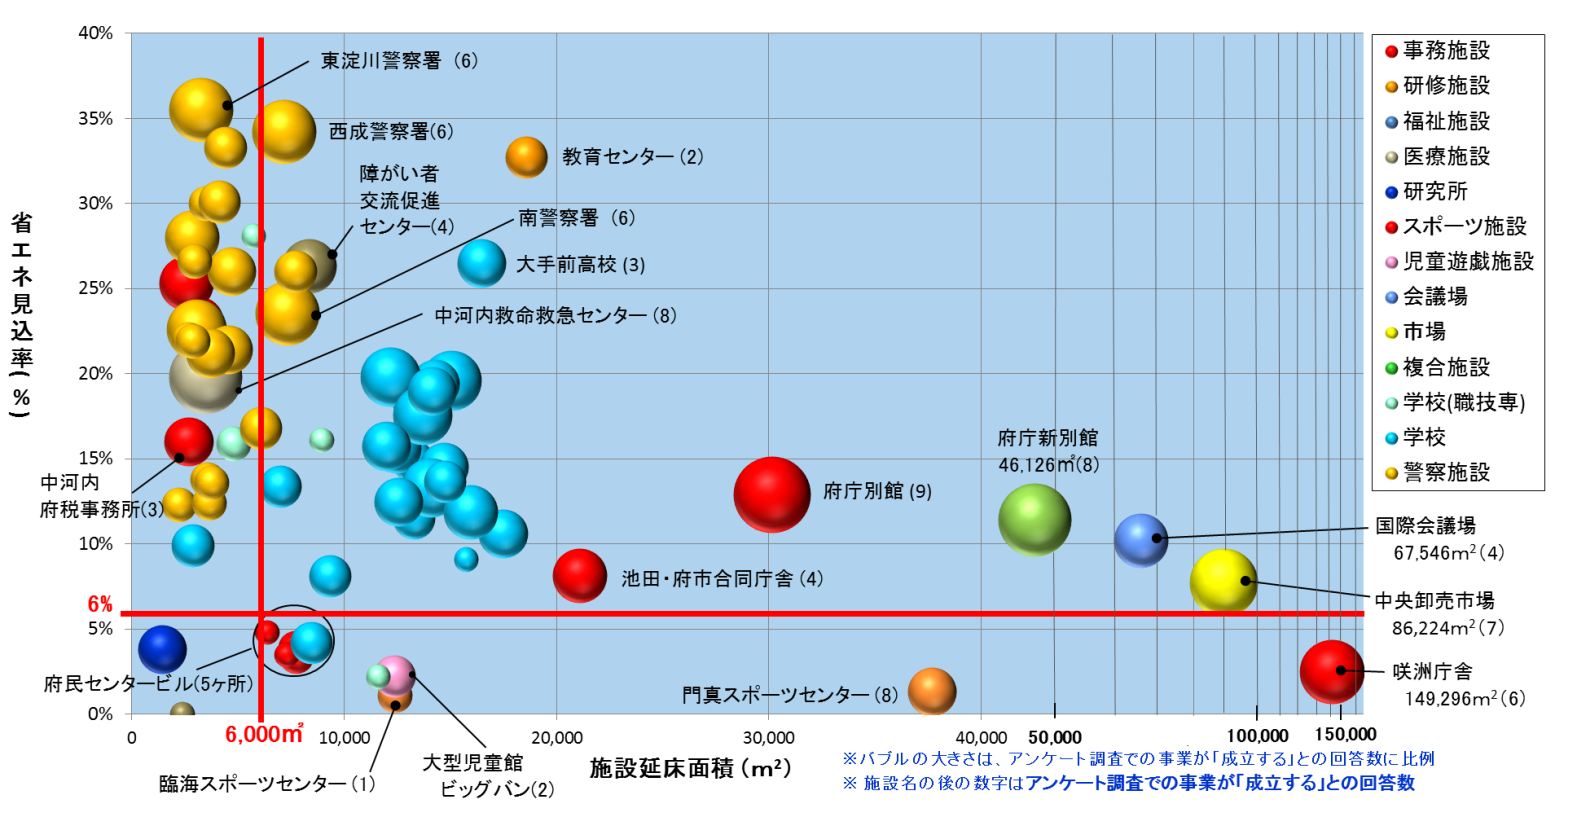 40%
35%
30%
25%
20%
15%
10%
6%
5%
0%
省エネ見込率(%)
東淀川警察署（6）
西成警察署(6)
教育センター(2)
障がい者
交流促進
センター(4)
南警察署（6）
大手前高校(3)
中河内救命救急センター(8)
中河内
府税事務所(3)
府庁別館(9)
府庁新別館
46,126㎡(8)
国際会議場
67,546m²(4)
池田・府市合同庁舎(4)
中央卸売市場
86,224m²(7)
府民センタービル(5ヶ所)
門真スポーツセンター(8)
咲洲庁舎
149,296m²(6)
臨海スポーツセンター(1)
大型児童館
ビッグバン(2)
0
6,000㎡
10,000
20,000
30,000
40,000
50,000
100,000
150,000
施設延床面積（m²）
※バブルの大きさは、アンケート調査での事業が「成立する」との回答数に比例
※ 施設名の後の数字はアンケート調査での事業が「成立する」との回答数
事務施設
研修施設
福祉施設
医療施設
研究所
スポーツ施設
児童遊戯施設
会議場
市場
複合施設
学校(職技専)
学校
警察施設